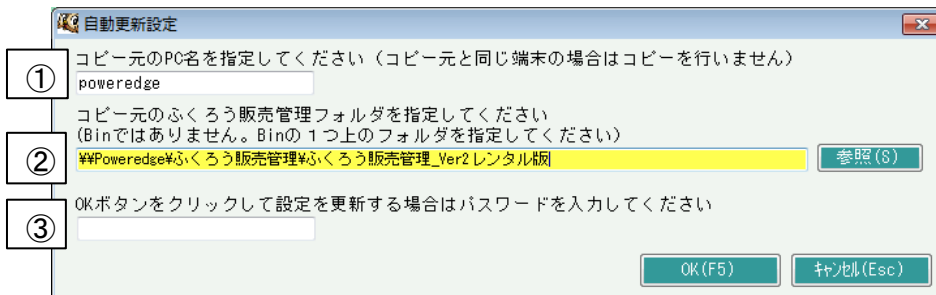 自動更新設定
① コピー元のPC名を指定してください（コピー元と同じ端末の場合はコピーを行いません）
poweredge
コピー元のふくろう販売管理フォルダを指定してください
(Binではありません。Binの１つ上のフォルダを指定してください)
② ¥¥Poweredge¥ふくろう販売管理¥ふくろう販売管理_Ver2レンタル版 参照(S)
OKボタンをクリックして設定を更新する場合はパスワードを入力してください
③
OK(F5) ｷｬﾝｾﾙ(Esc)